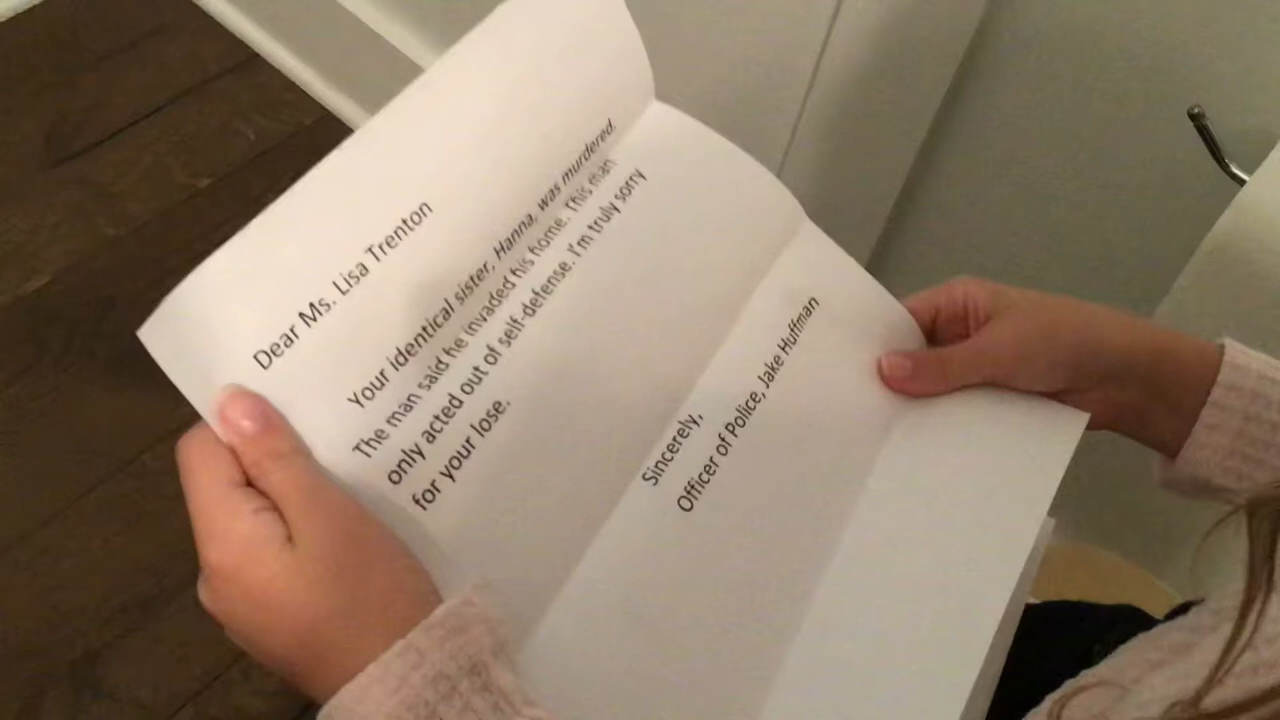 Dear Ms. Lisa Trenton
Your identical sister, Hanna, was murdered.
The man said he invaded his home. This man
only acted out of self-defense. I'm truly sorry
for your lose.
Sincerely,
Officer of Police, Jake Huffman